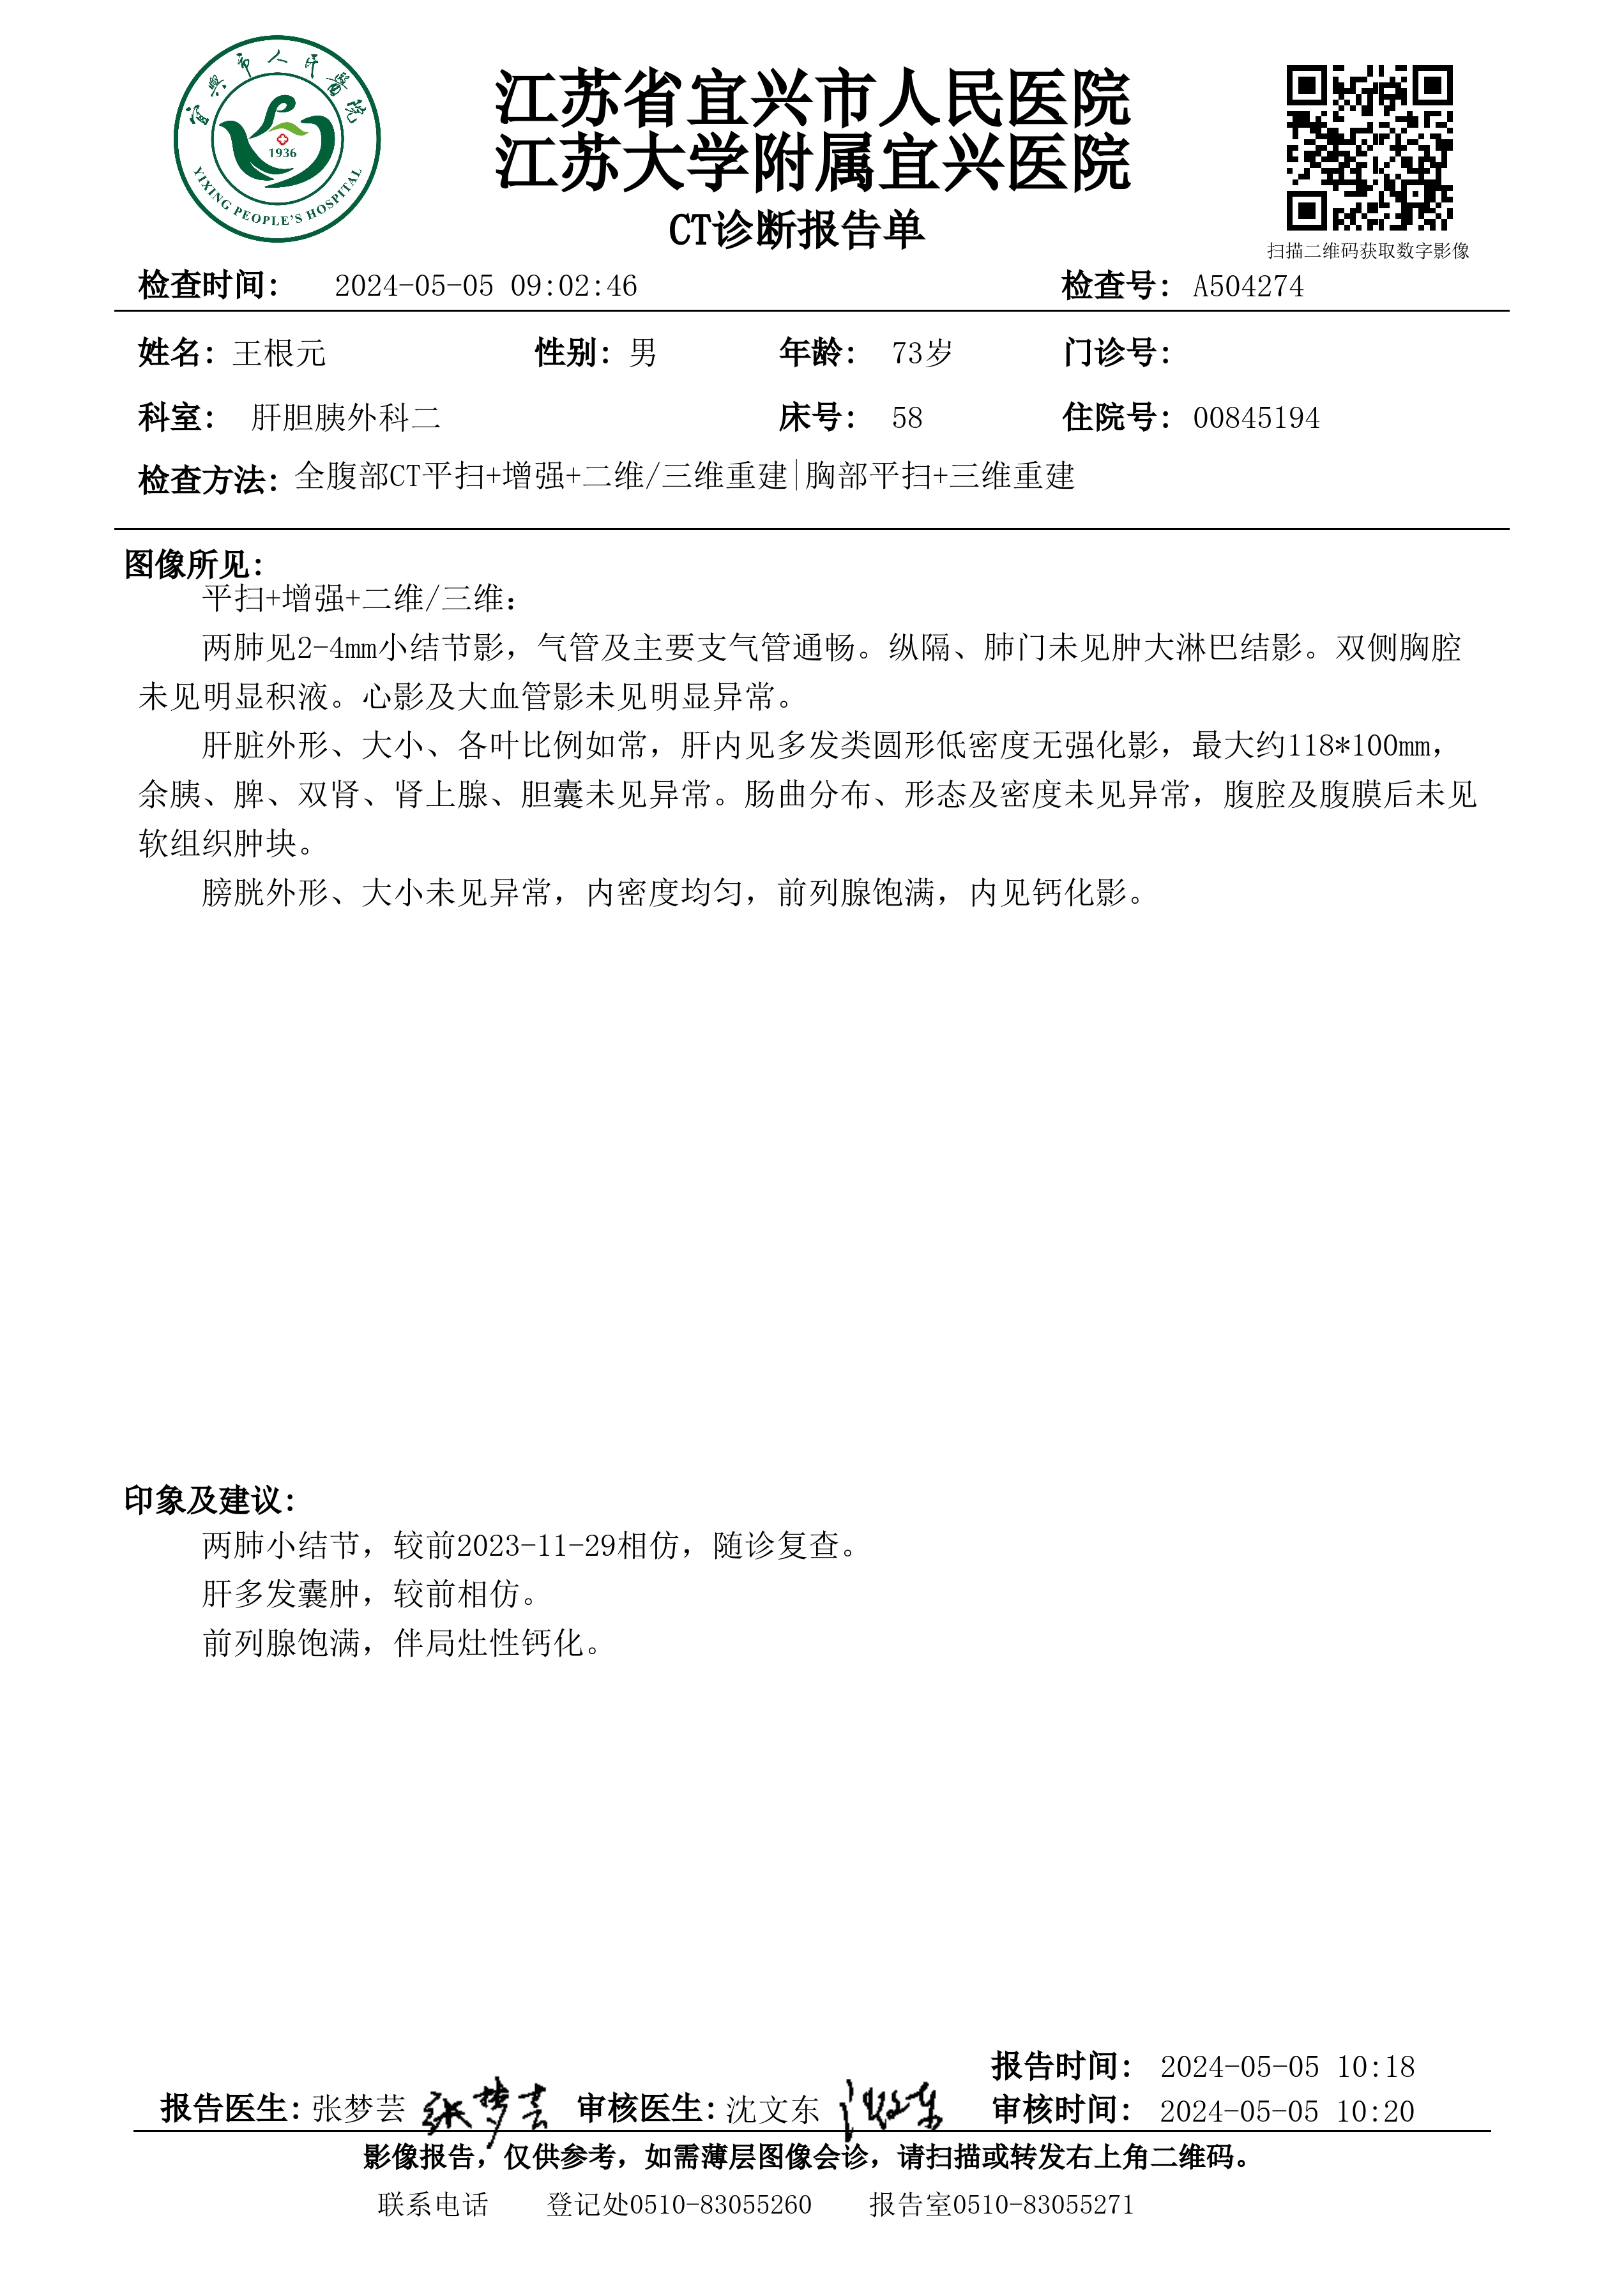 宜興市人民醫院
1936
YIXING PEOPLE'S HOSPITAL
江苏省宜兴市人民医院
江苏大学附属宜兴医院
CT诊断报告单
扫描二维码获取数字影像
检查时间： 2024-05-05 09:02:46 检查号： A504274
姓名：王根元 性别：男 年龄： 73岁 门诊号：
科室： 肝胆胰外科二 床号： 58 住院号：00845194
检查方法：全腹部CT平扫+增强+二维/三维重建|胸部平扫+三维重建
图像所见：
平扫+增强+二维/三维：
两肺见2-4mm小结节影，气管及主要支气管通畅。纵隔、肺门未见肿大淋巴结影。双侧胸腔
未见明显积液。心影及大血管影未见明显异常。
肝脏外形、大小、各叶比例如常，肝内见多发类圆形低密度无强化影，最大约118*100mm，
余胰、脾、双肾、肾上腺、胆囊未见异常。肠曲分布、形态及密度未见异常，腹腔及腹膜后未见
软组织肿块。
膀胱外形、大小未见异常，内密度均匀，前列腺饱满，内见钙化影。
印象及建议：
两肺小结节，较前2023-11-29相仿，随诊复查。
肝多发囊肿，较前相仿。
前列腺饱满，伴局灶性钙化。
报告时间： 2024-05-05 10:18
报告医生：张梦芸 张梦芸 审核医生：沈文东 沈文东 审核时间： 2024-05-05 10:20
影像报告，仅供参考，如需薄层图像会诊，请扫描或转发右上角二维码。
联系电话 登记处0510-83055260 报告室0510-83055271